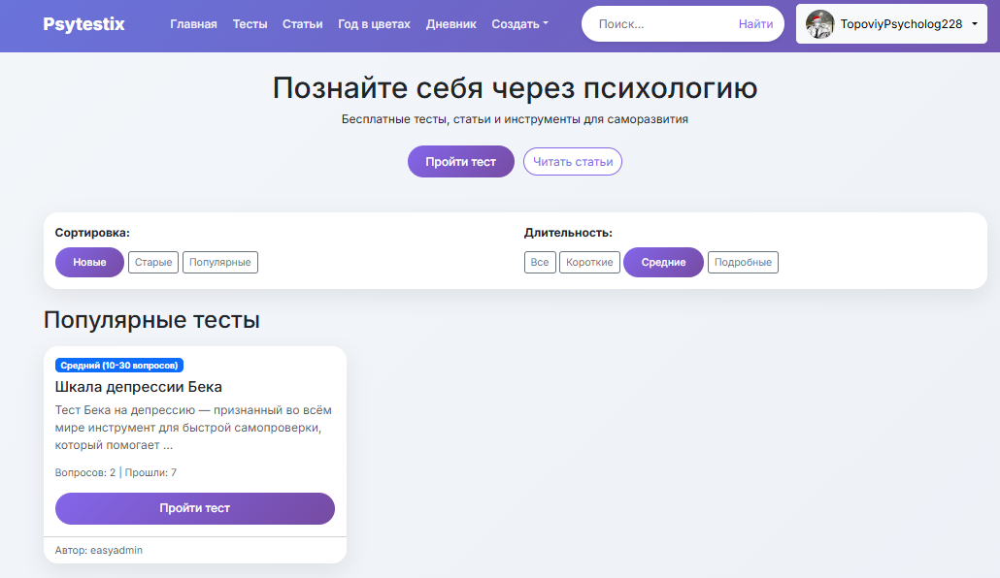 Psytestix Главная Тесты Статьи Год в цветах Дневник Создать Поиск... Найти TopoviyPsycholog228
Познайте себя через психологию
Бесплатные тесты, статьи и инструменты для саморазвития
Пройти тест Читать статьи
Сортировка:
Новые Старые Популярные
Длительность:
Все Короткие Средние Подробные
Популярные тесты
Средний (10-30 вопросов)
Шкала депрессии Бека
Тест Бека на депрессию — признанный во всём
мире инструмент для быстрой самопроверки,
который помогает ...
Вопросов: 2 | Прошли: 7
Пройти тест
Автор: easyadmin